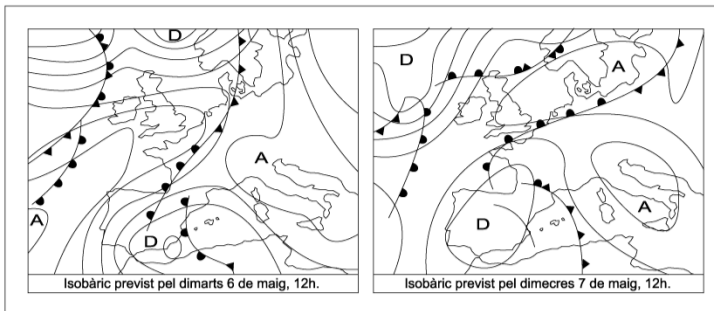 D
A
A
D
Isobàric previst pel dimarts 6 de maig, 12h.
D
A
D
A
Isobàric previst pel dimecres 7 de maig, 12h.